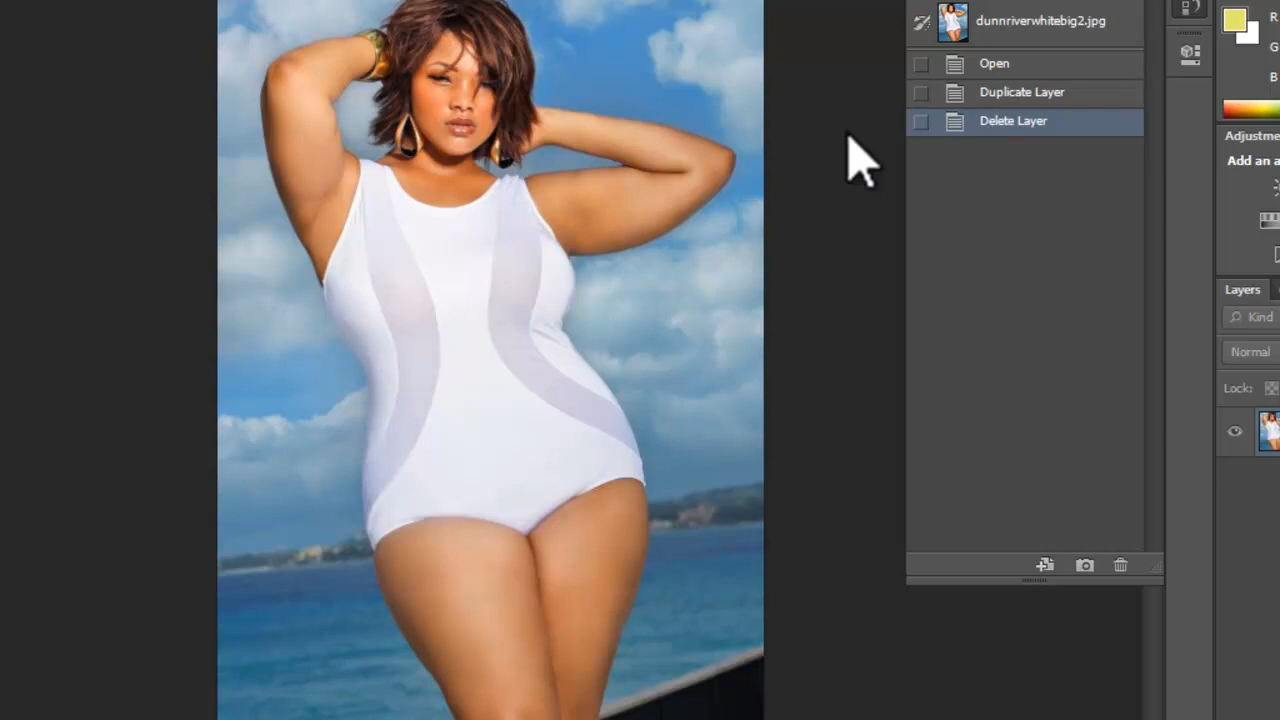 dunnriverwhitebig2.jpg
Open
Duplicate Layer
Delete Layer
R
G
B
Adjustme
Add an a
Layers
Kind
Normal
Lock: